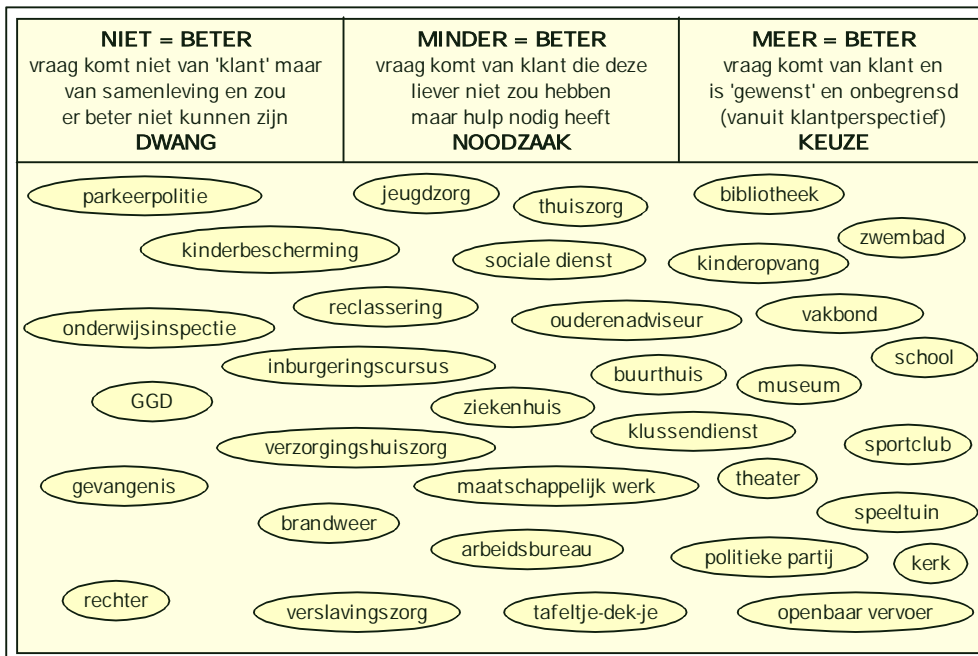 NIET = BETER
vraag komt niet van 'klant' maar
van samenleving en zou
er beter niet kunnen zijn
DWANG
MINDER = BETER
vraag komt van klant die deze
liever niet zou hebben
maar hulp nodig heeft
NOODZAAK
MEER = BETER
vraag komt van klant en
is 'gewenst' en onbegrensd
(vanuit klantperspectief)
KEUZE
parkeerpolitie
jeugdzorg
thuiszorg
bibliotheek
zwembad
kinderbescherming
sociale dienst
kinderopvang
reclassering
onderwijsinspectie
ouderenadviseur
vakbond
school
inburgeringscursus
buurthuis
museum
GGD
ziekenhuis
klussendienst
verzorgingshuiszorg
sportclub
gevangenis
maatschappelijk werk
theater
speeltuin
brandweer
arbeidsbureau
politieke partij
kerk
rechter
verslavingszorg
tafeltje-dek-je
openbaar vervoer